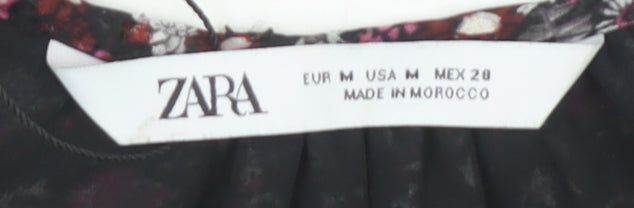 ZARA
EUR M USA M MEX 28
MADE IN MOROCCO